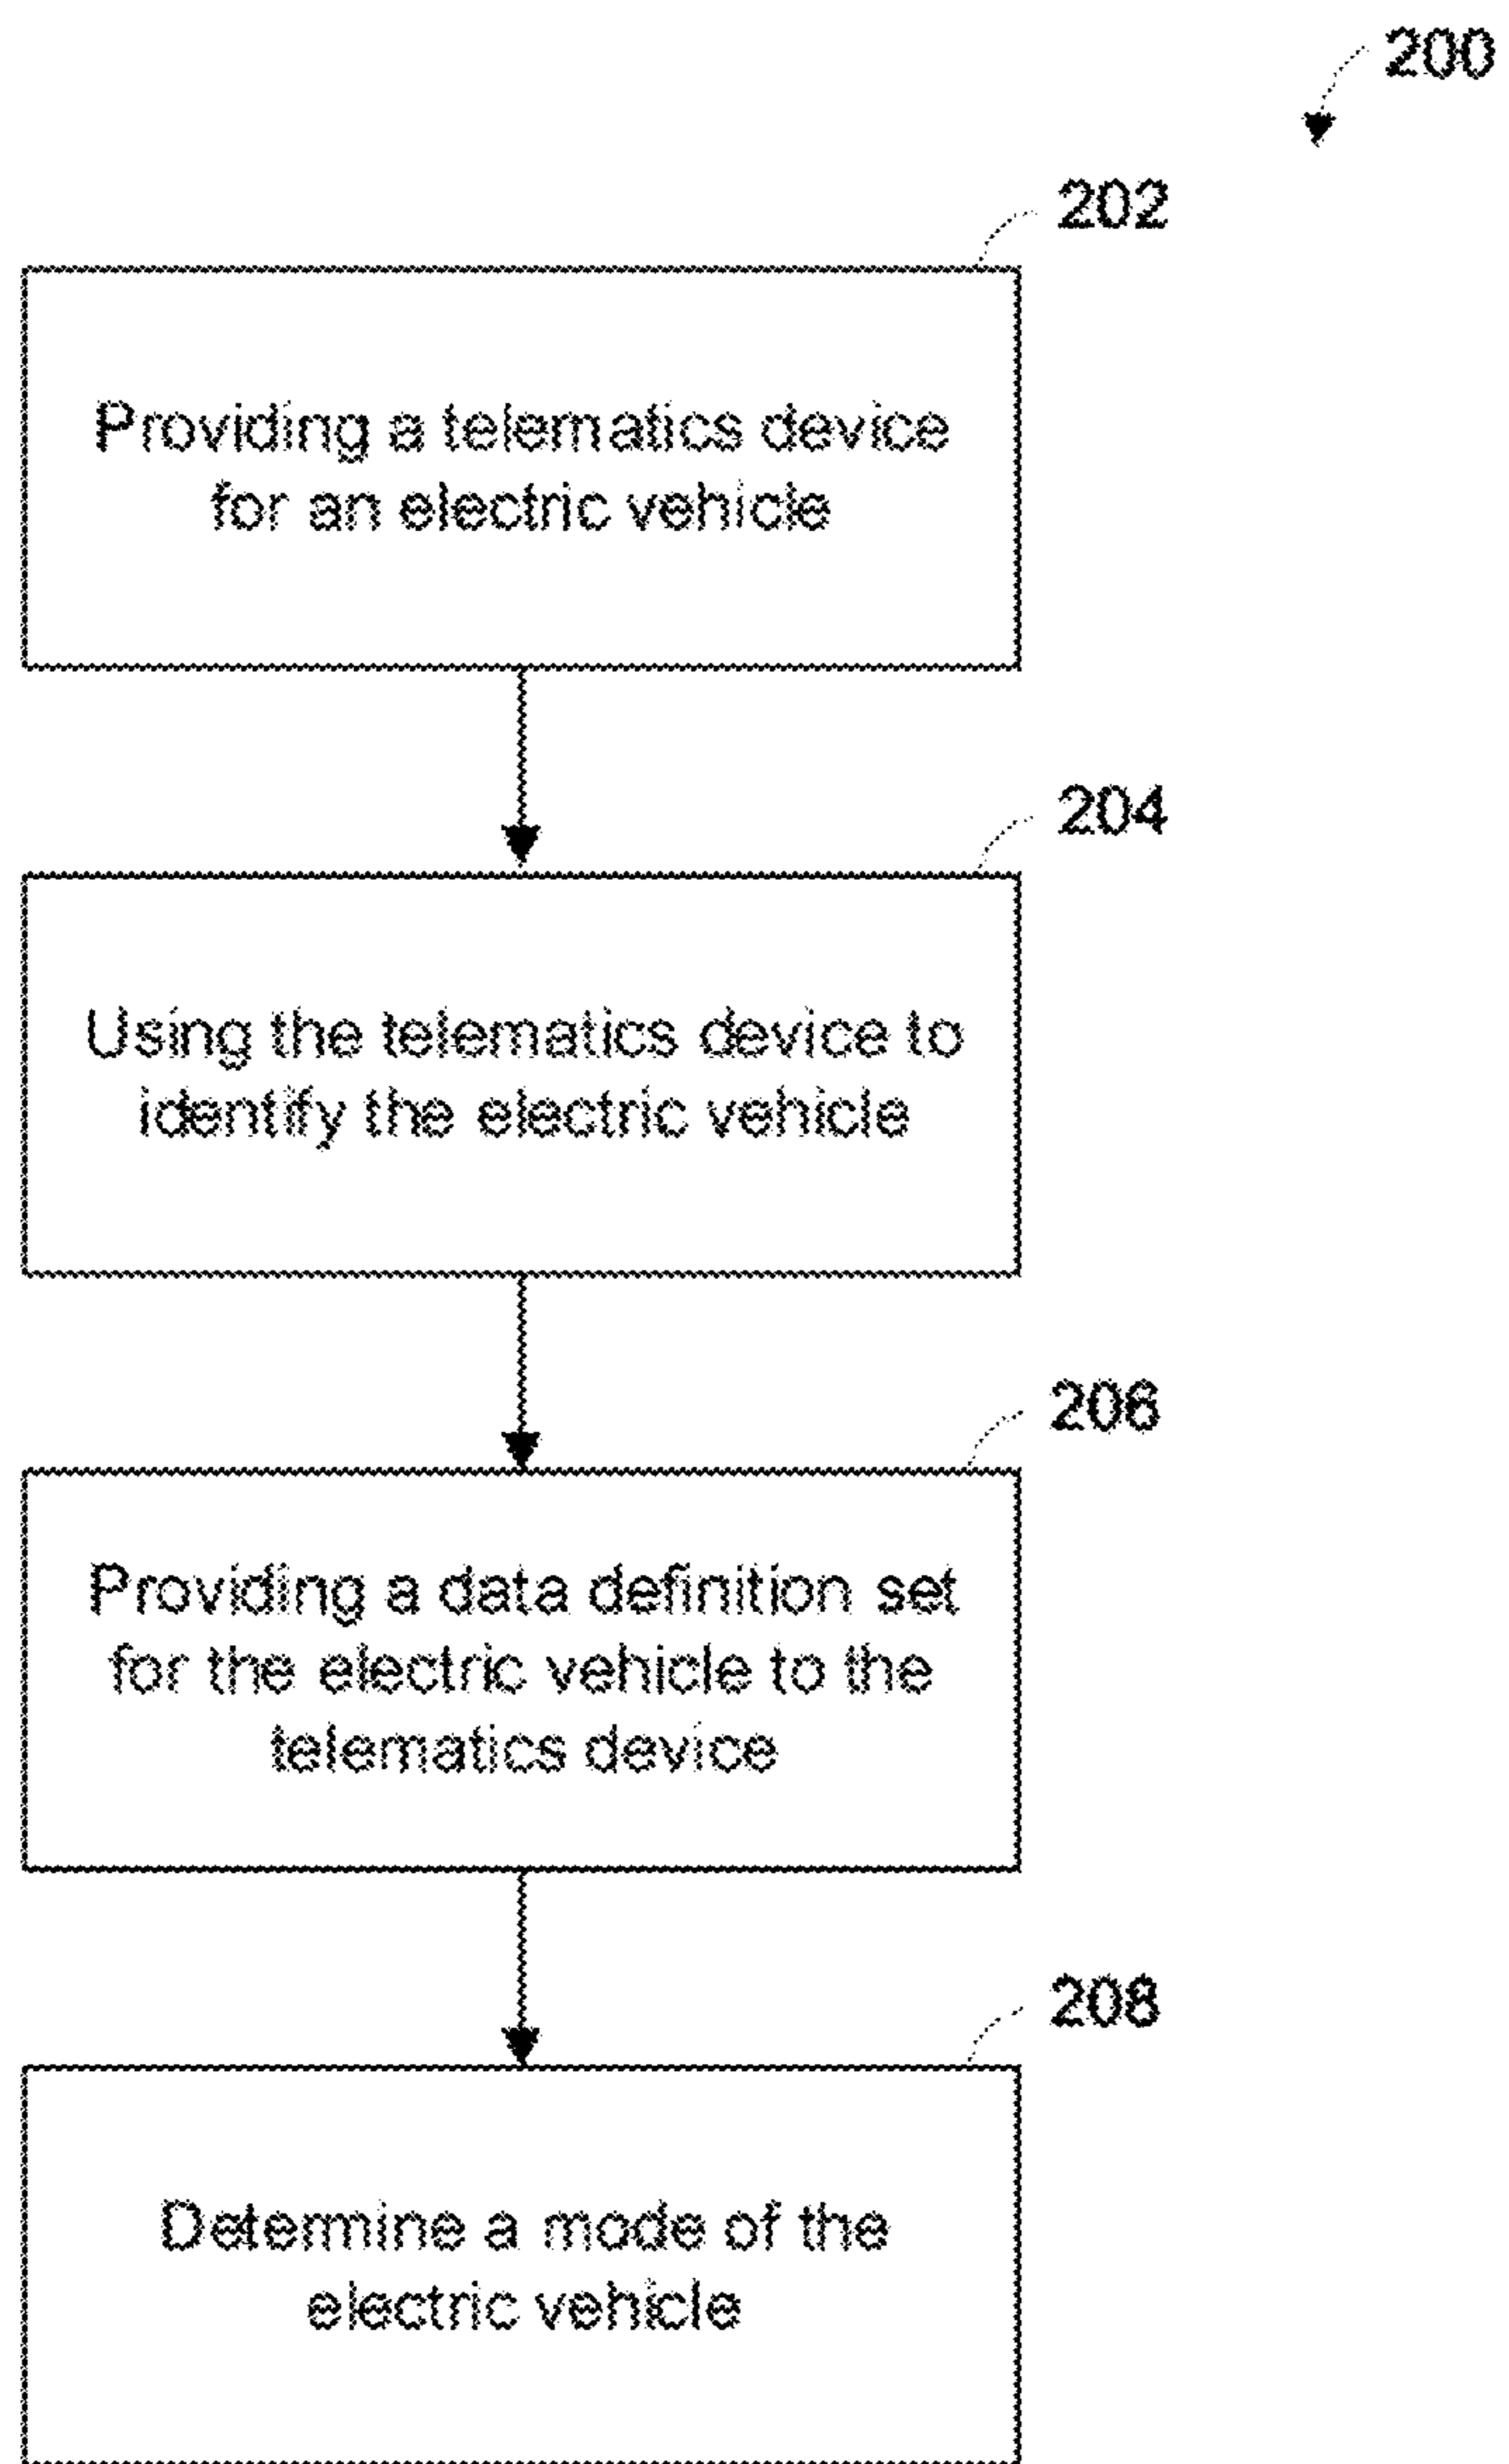 200
202
Providing a telematics device
for an electric vehicle
204
Using the telematics device to
identify the electric vehicle
206
Providing a data definition set
for the electric vehicle to the
telematics device
208
Determine a mode of the
electric vehicle